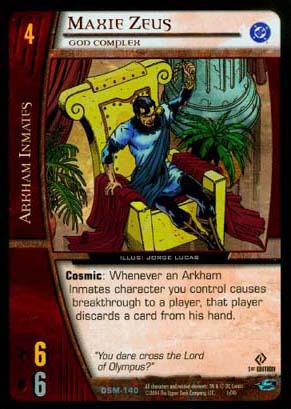 4
MAXIE ZEUS
GOD COMPLEX
DC
ARKHAM INMATES
ILLUS: JORGE LUCAS
Cosmic: Whenever an Arkham
Inmates character you control causes
breakthrough to a player, that player
discards a card from his hand.
"You dare cross the Lord
of Olympus?"
6
6
DSM-140
1st EDITION